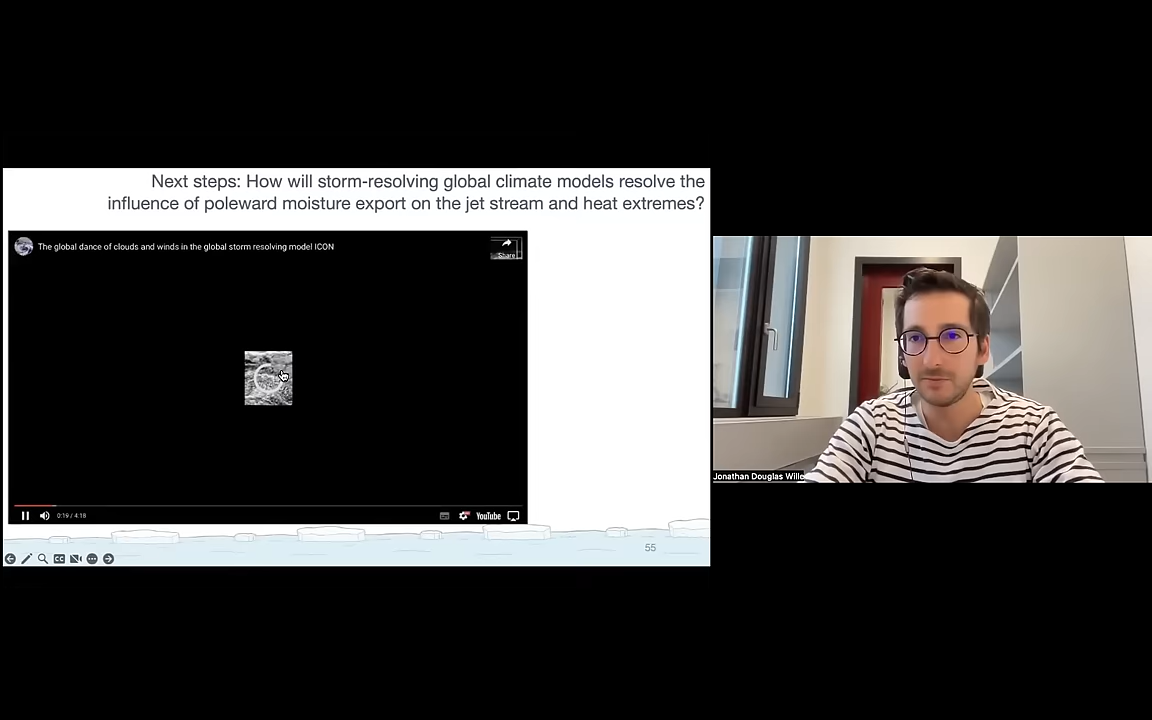 Next steps: How will storm-resolving global climate models resolve the
influence of poleward moisture export on the jet stream and heat extremes?
The global dance of clouds and winds in the global storm resolving model ICON
Share
0:19 / 4:18
YouTube
55
CC
Jonathan Douglas Wille